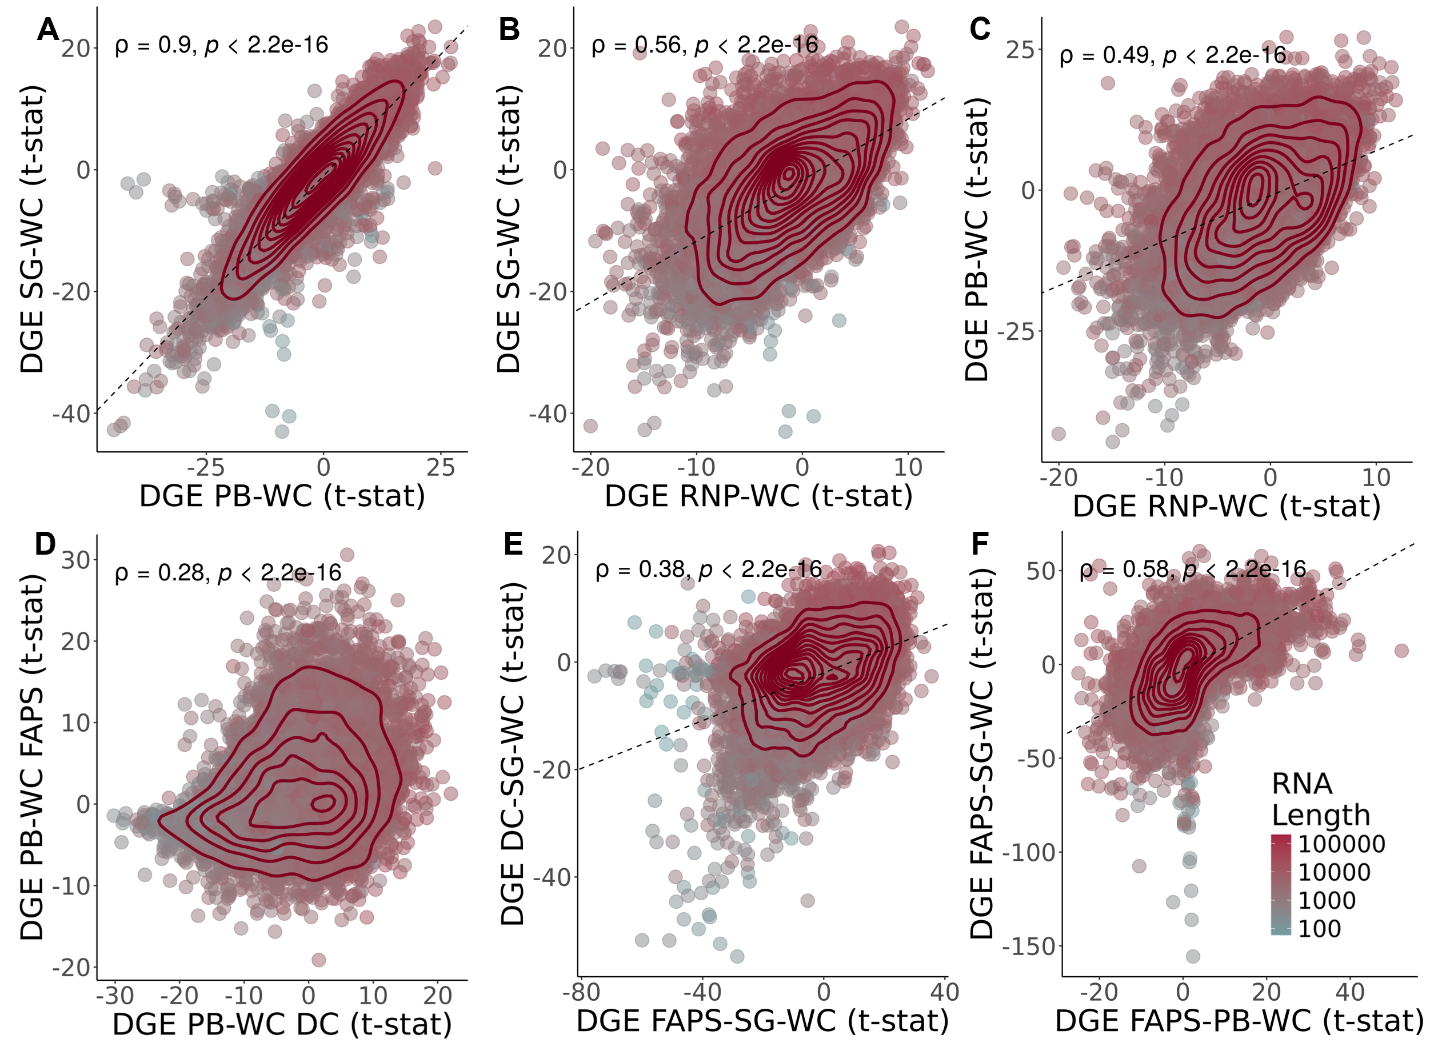 A
ρ = 0.9, p < 2.2e-16
DGE SG-WC (t-stat)
20
0
-20
-40
-25
0
25
DGE PB-WC (t-stat)
B
ρ = 0.56, p < 2.2e-16
DGE SG-WC (t-stat)
20
0
-20
-40
-20
-10
0
10
DGE RNP-WC (t-stat)
C
ρ = 0.49, p < 2.2e-16
DGE PB-WC (t-stat)
25
0
-25
-20
-10
0
10
DGE RNP-WC (t-stat)
D
ρ = 0.28, p < 2.2e-16
DGE PB-WC FAPS (t-stat)
30
20
10
0
-10
-20
-30
-20
-10
0
10
20
DGE PB-WC DC (t-stat)
E
ρ = 0.38, p < 2.2e-16
DGE DC-SG-WC (t-stat)
20
0
-20
-40
-80
-40
0
40
DGE FAPS-SG-WC (t-stat)
F
ρ = 0.58, p < 2.2e-16
DGE FAPS-SG-WC (t-stat)
50
0
-50
-100
-150
-20
0
20
40
DGE FAPS-PB-WC (t-stat)
RNA
Length
100000
10000
1000
100